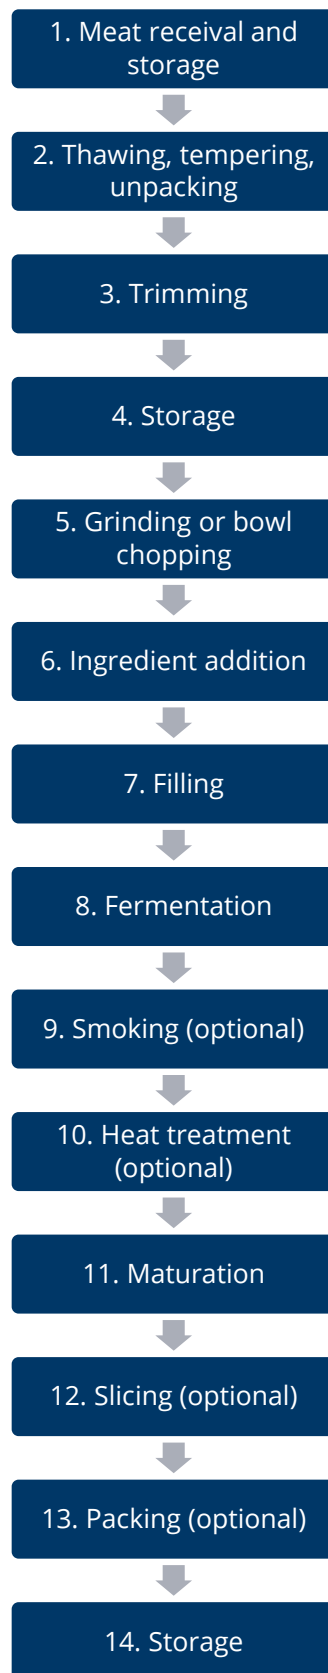 1. Meat receival and
storage
2. Thawing, tempering,
unpacking
3. Trimming
4. Storage
5. Grinding or bowl
chopping
6. Ingredient addition
7. Filling
8. Fermentation
9. Smoking (optional)
10. Heat treatment
(optional)
11. Maturation
12. Slicing (optional)
13. Packing (optional)
14. Storage